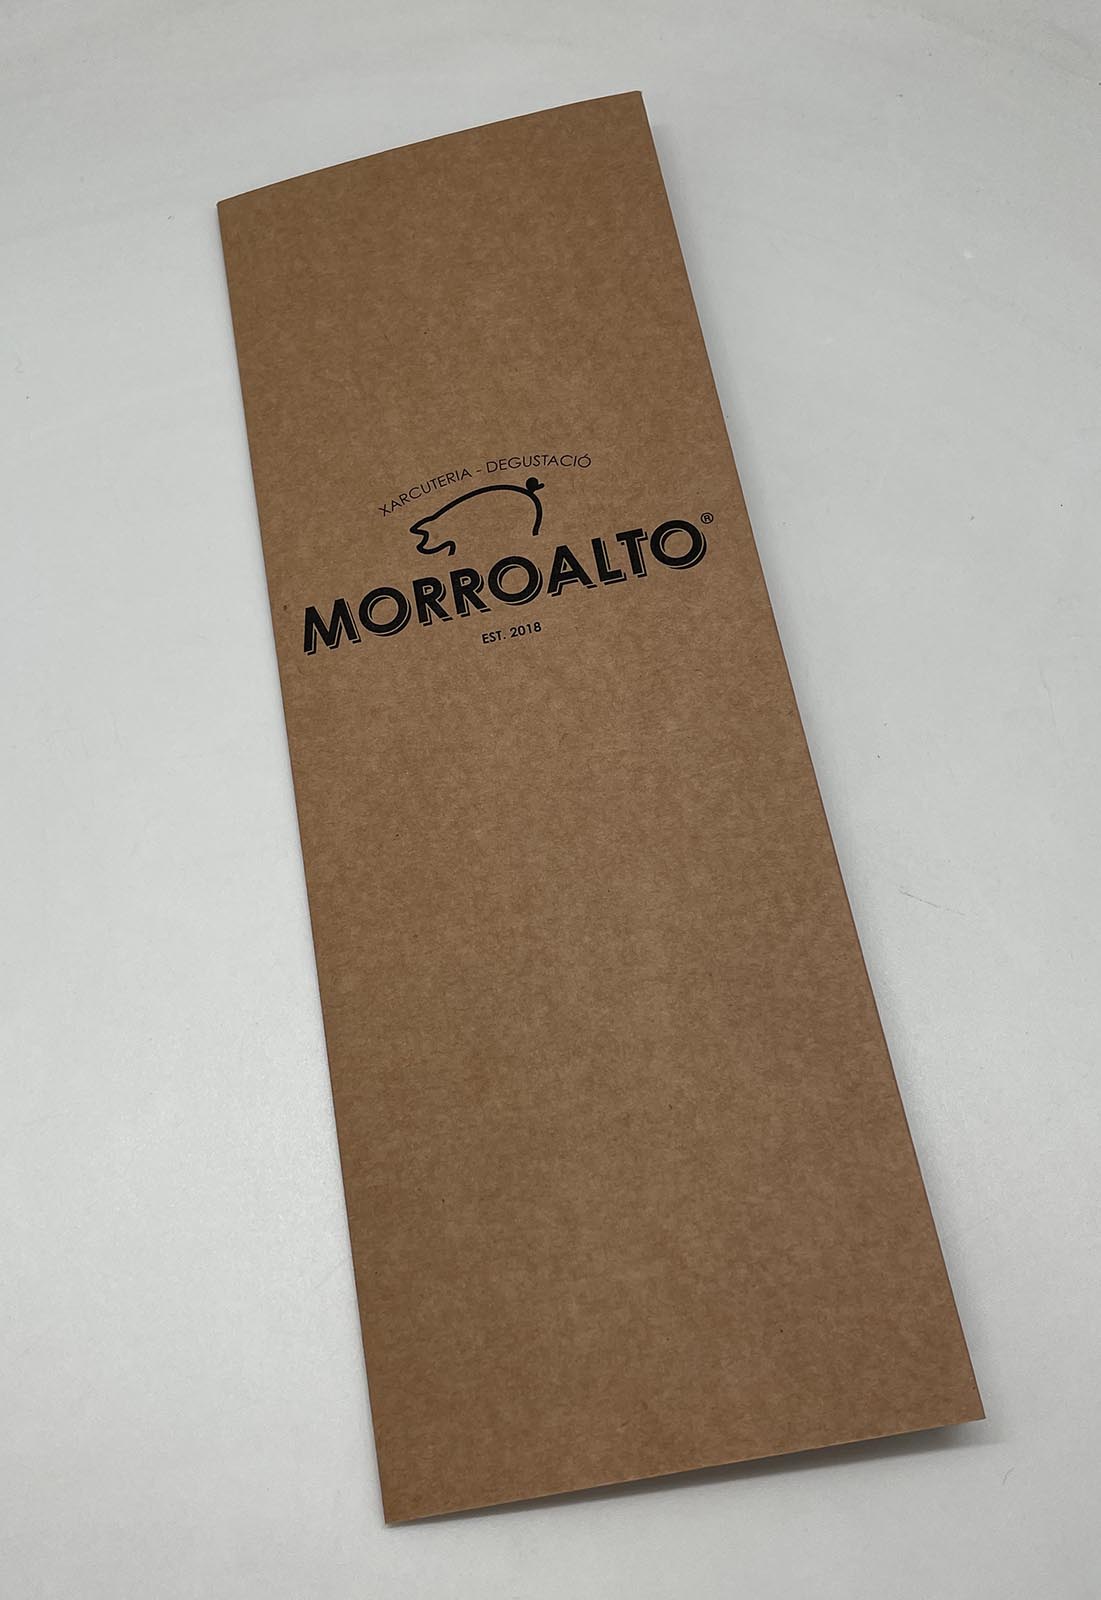 XARCUTERIA - DEGUSTACIÓ
MORROALTO®
EST. 2018